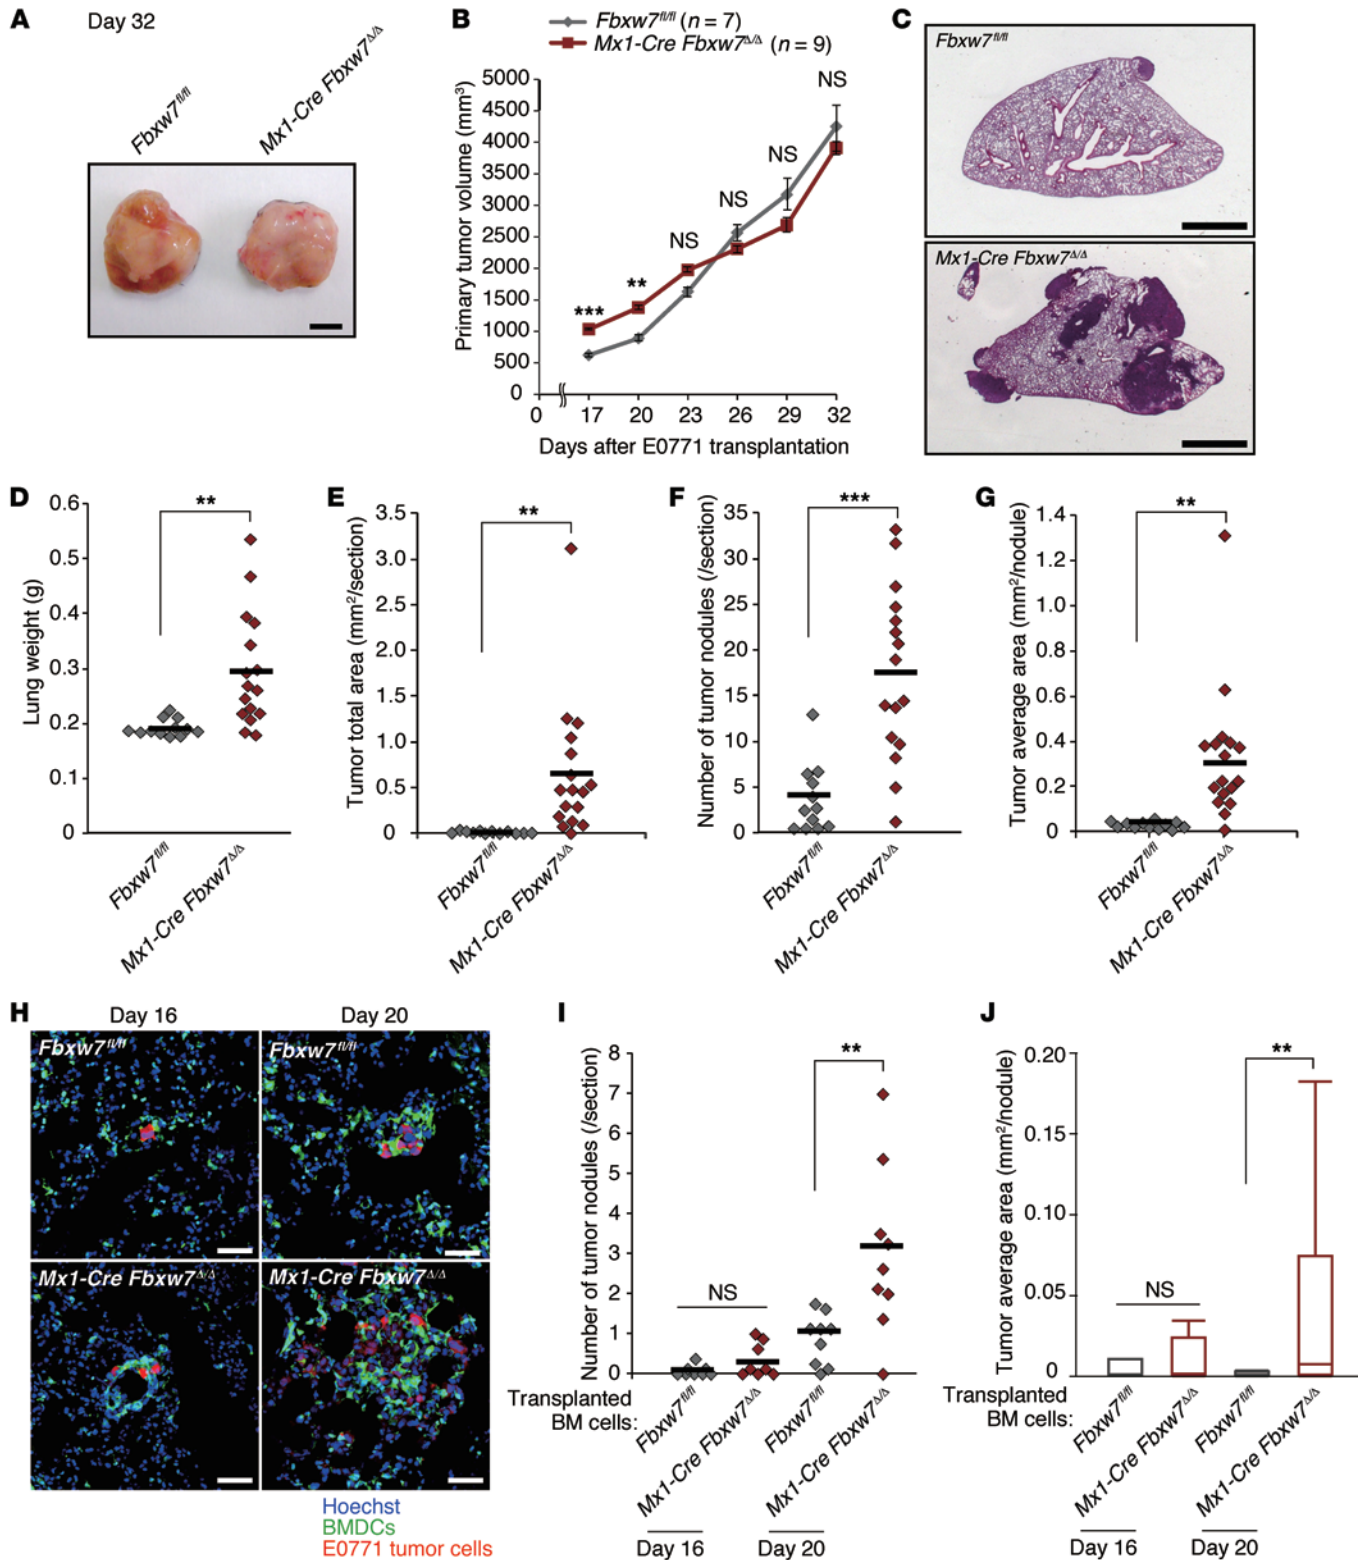 A
Day 32
Fbxw7fl/fl
Mx1-Cre Fbxw7Δ/Δ
B
Fbxw7fl/fl (n = 7)
Mx1-Cre Fbxw7Δ/Δ (n = 9)
Primary tumor volume (mm3)
5000
4500
4000
3500
3000
2500
2000
1500
1000
500
0
***
**
NS
NS
NS
NS
0 17 20 23 26 29 32
Days after E0771 transplantation
C
Fbxw7fl/fl
Mx1-Cre Fbxw7Δ/Δ
D
Lung weight (g)
0.6
0.5
0.4
0.3
0.2
0.1
0
**
Fbxw7fl/fl
Mx1-Cre Fbxw7Δ/Δ
E
Tumor total area (mm2/section)
3.5
3.0
2.5
2.0
1.5
1.0
0.5
0
**
Fbxw7fl/fl
Mx1-Cre Fbxw7Δ/Δ
F
Number of tumor nodules (/section)
35
30
25
20
15
10
5
0
***
Fbxw7fl/fl
Mx1-Cre Fbxw7Δ/Δ
G
Tumor average area (mm2/nodule)
1.4
1.2
1.0
0.8
0.6
0.4
0.2
0
**
Fbxw7fl/fl
Mx1-Cre Fbxw7Δ/Δ
H
Day 16 Day 20
Fbxw7fl/fl
Fbxw7fl/fl
Mx1-Cre Fbxw7Δ/Δ
Mx1-Cre Fbxw7Δ/Δ
Hoechst
BMDCs
E0771 tumor cells
I
Number of tumor nodules (/section)
8
7
6
5
4
3
2
1
0
NS
**
Transplanted
BM cells:
Fbxw7fl/fl
Mx1-Cre Fbxw7Δ/Δ
Fbxw7fl/fl
Mx1-Cre Fbxw7Δ/Δ
Day 16 Day 20
J
Tumor average area (mm2/nodule)
0.20
0.15
0.10
0.05
0
NS
**
Transplanted
BM cells:
Fbxw7fl/fl
Mx1-Cre Fbxw7Δ/Δ
Fbxw7fl/fl
Mx1-Cre Fbxw7Δ/Δ
Day 16 Day 20